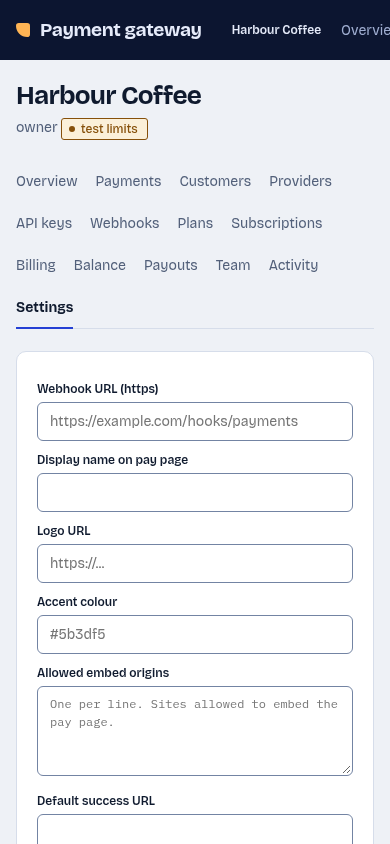 Payment gateway Harbour Coffee Overvie
Harbour Coffee
owner test limits
Overview Payments Customers Providers
API keys Webhooks Plans Subscriptions
Billing Balance Payouts Team Activity
Settings
Webhook URL (https)
https://example.com/hooks/payments
Display name on pay page
Logo URL
https://...
Accent colour
#5b3df5
Allowed embed origins
One per line. Sites allowed to embed the
pay page.
Default success URL